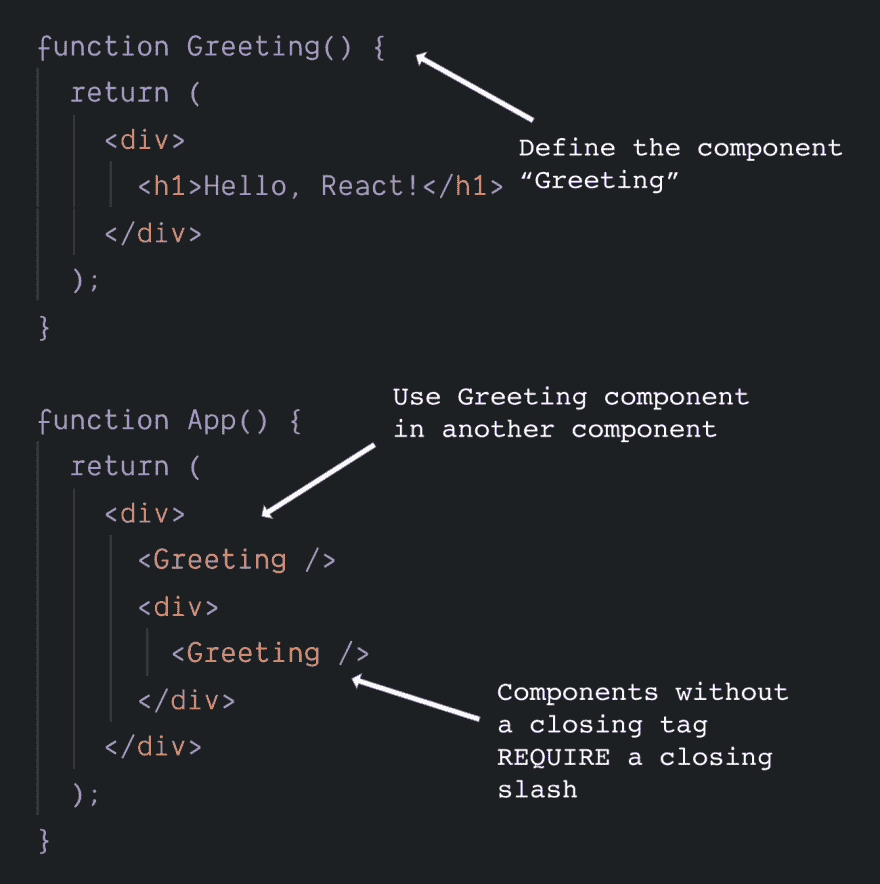 function Greeting() {
return (
<div>
Define the component
<h1>Hello, React!</h1>
“Greeting”
</div>
);
}
Use Greeting component
function App() {
in another component
return (
<div>
<Greeting />
<div>
<Greeting />
Components without
</div>
a closing tag
</div>
REQUIRE a closing
slash
);
}